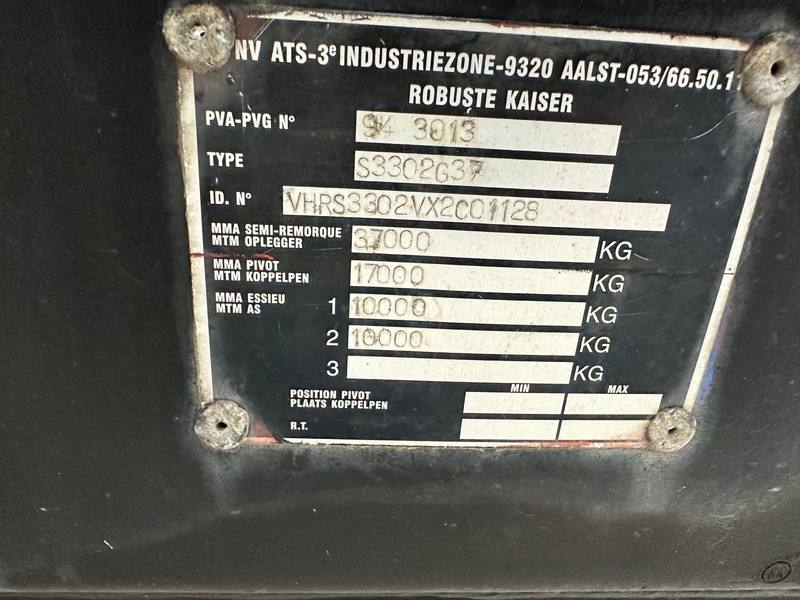 NV ATS-3e INDUSTRIEZONE-9320 AALST-053/66.50.11
ROBUSTE KAISER
PVA-PVG N° 94 3013
TYPE S3302G37
ID. N° VHRS3302VX2C01128
MMA SEMI-REMORQUE
MTM OPLEGGER 37000 KG
MMA PIVOT
MTM KOPPELPEN 17000 KG
MMA ESSIEU
MTM AS 1 10000 KG
2 10000 KG
3 KG
MIN MAX
POSITION PIVOT
PLAATS KOPPELPEN
R.T.